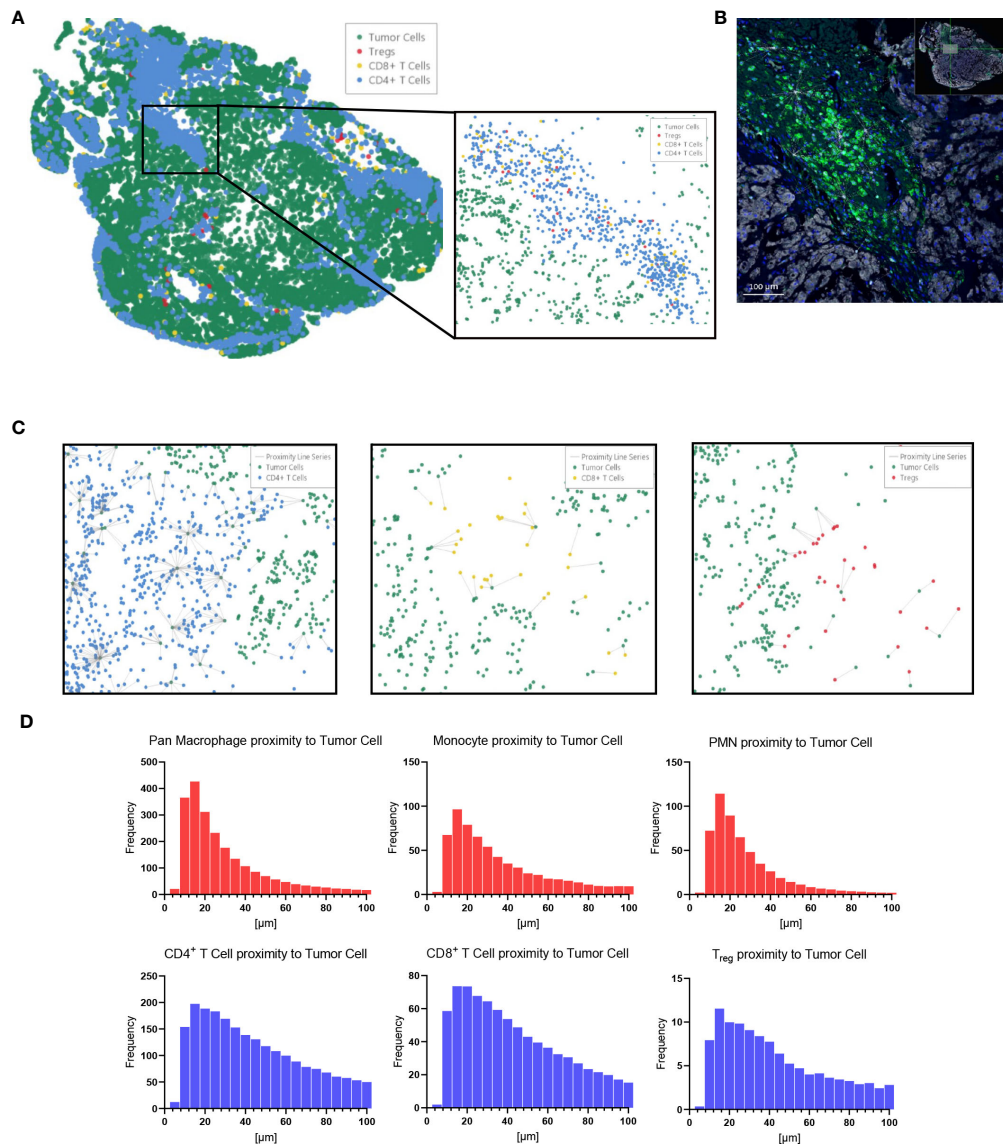 A
Tumor Cells
Tregs
CD8+ T Cells
CD4+ T Cells
Tumor Cells
Tregs
CD8+ T Cells
CD4+ T Cells
B
100 µm
C
Proximity Line Series
Tumor Cells
CD4+ T Cells
Proximity Line Series
Tumor Cells
CD8+ T Cells
Proximity Line Series
Tumor Cells
Tregs
D
Pan Macrophage proximity to Tumor Cell
Frequency
500
400
300
200
100
0
0 20 40 60 80 100
[µm]
Monocyte proximity to Tumor Cell
Frequency
150
100
50
0
0 20 40 60 80 100
[µm]
PMN proximity to Tumor Cell
Frequency
150
100
50
0
0 20 40 60 80 100
[µm]
CD4+ T Cell proximity to Tumor Cell
Frequency
250
200
150
100
50
0
0 20 40 60 80 100
[µm]
CD8+ T Cell proximity to Tumor Cell
Frequency
80
60
40
20
0
0 20 40 60 80 100
[µm]
Treg proximity to Tumor Cell
Frequency
15
10
5
0
0 20 40 60 80 100
[µm]